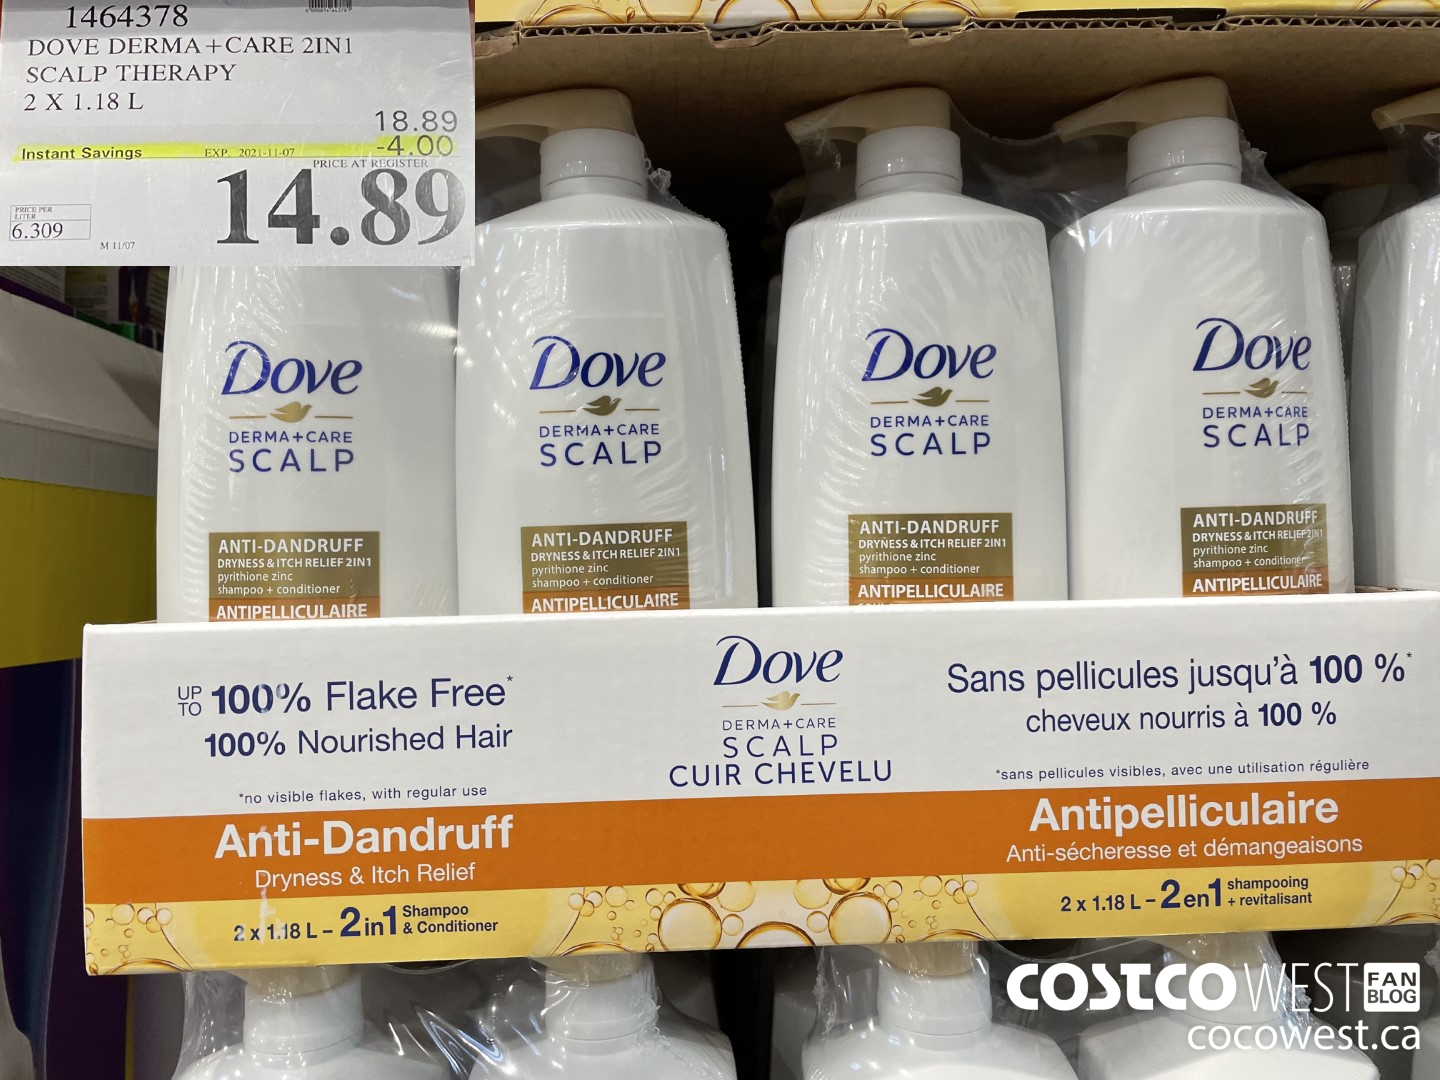 1464378
DOVE DERMA+CARE 2IN1
SCALP THERAPY
2 X 1.18 L
18.89
Instant Savings EXP. 2021-11-07 -4.00
PRICE AT REGISTER
14.89
PRICE PER
LITER
6.309
M 11/07
Dove
DERMA+CARE
SCALP
ANTI-DANDRUFF
DRYNESS & ITCH RELIEF 2IN1
pyrithione zinc
shampoo + conditioner
ANTIPELLICULAIRE
Dove
DERMA+CARE
SCALP
ANTI-DANDRUFF
DRYNESS & ITCH RELIEF 2IN1
pyrithione zinc
shampoo + conditioner
ANTIPELLICULAIRE
Dove
DERMA+CARE
SCALP
ANTI-DANDRUFF
DRYNESS & ITCH RELIEF 2IN1
pyrithione zinc
shampoo + conditioner
ANTIPELLICULAIRE
Dove
DERMA+CARE
SCALP
ANTI-DANDRUFF
DRYNESS & ITCH RELIEF 2IN1
pyrithione zinc
shampoo + conditioner
ANTIPELLICULAIRE
UP TO 100% Flake Free*
100% Nourished Hair
*no visible flakes, with regular use
Anti-Dandruff
Dryness & Itch Relief
2 x 1.18 L – 2in1 Shampoo & Conditioner
Dove
DERMA+CARE
SCALP
CUIR CHEVELU
Sans pellicules jusqu'à 100 %*
cheveux nourris à 100 %
*sans pellicules visibles, avec une utilisation régulière
Antipelliculaire
Anti-sécheresse et démangeaisons
2 x 1.18 L – 2en1 shampooing + revitalisant
COSTCO WEST FAN BLOG
cocowest.ca